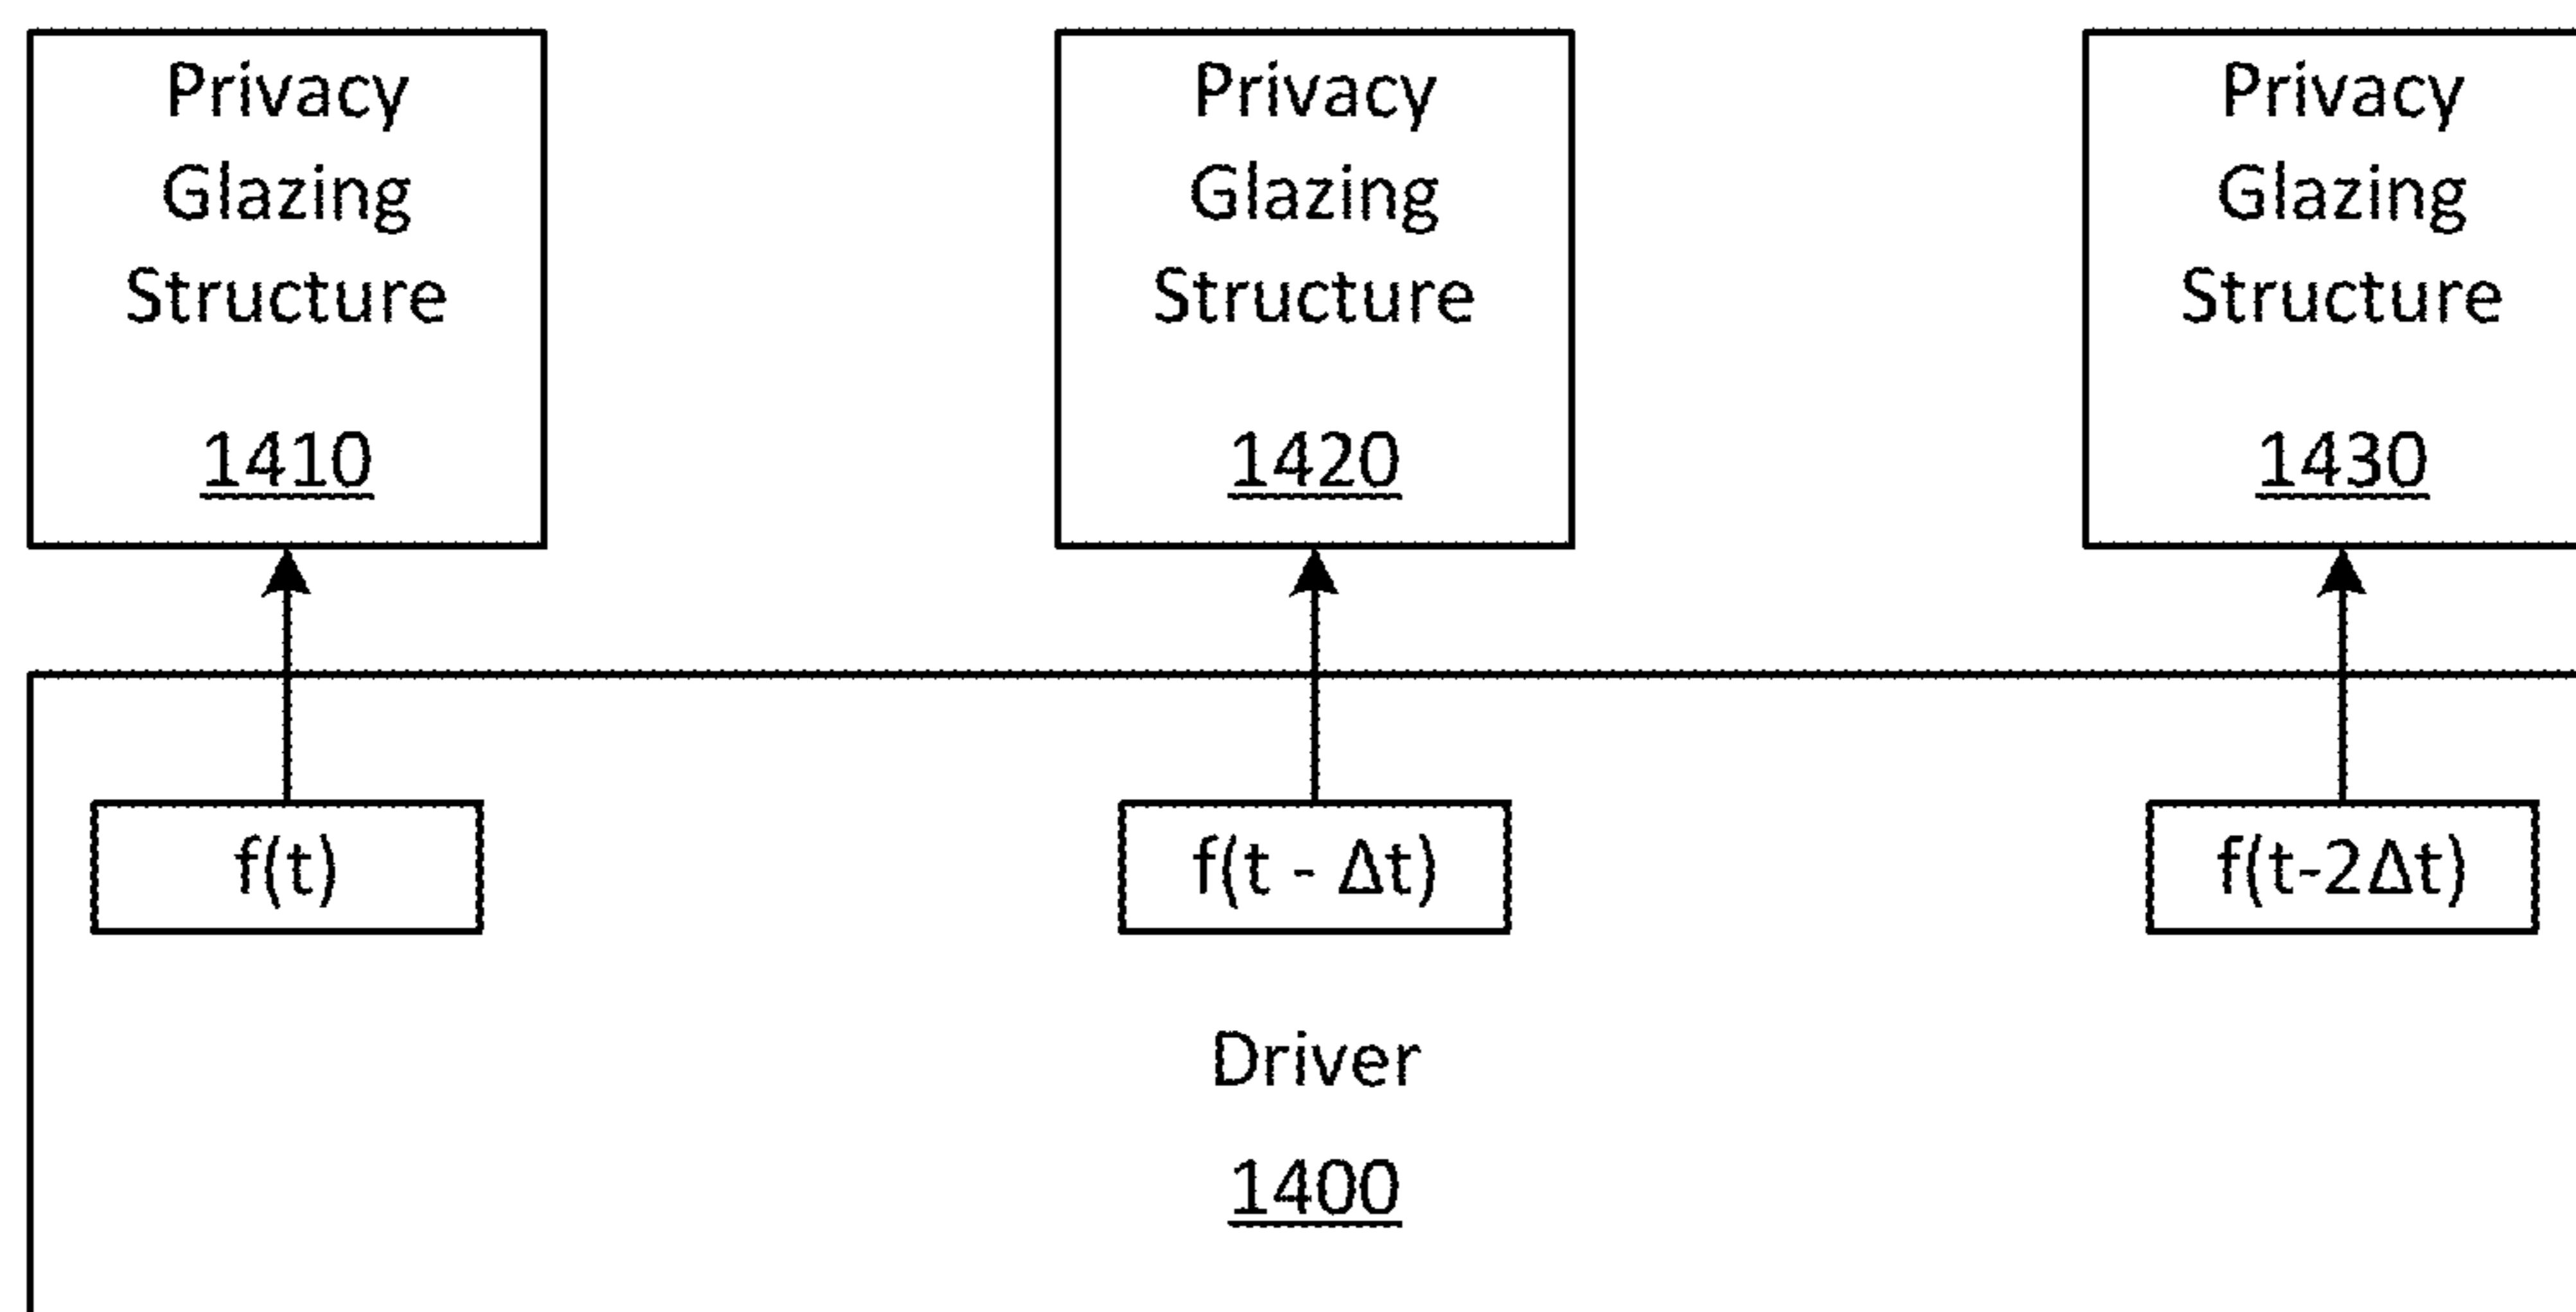 Privacy
Glazing
Structure
1410
Privacy
Glazing
Structure
1420
Privacy
Glazing
Structure
1430
f(t)
f(t - Δt)
f(t-2Δt)
Driver
1400